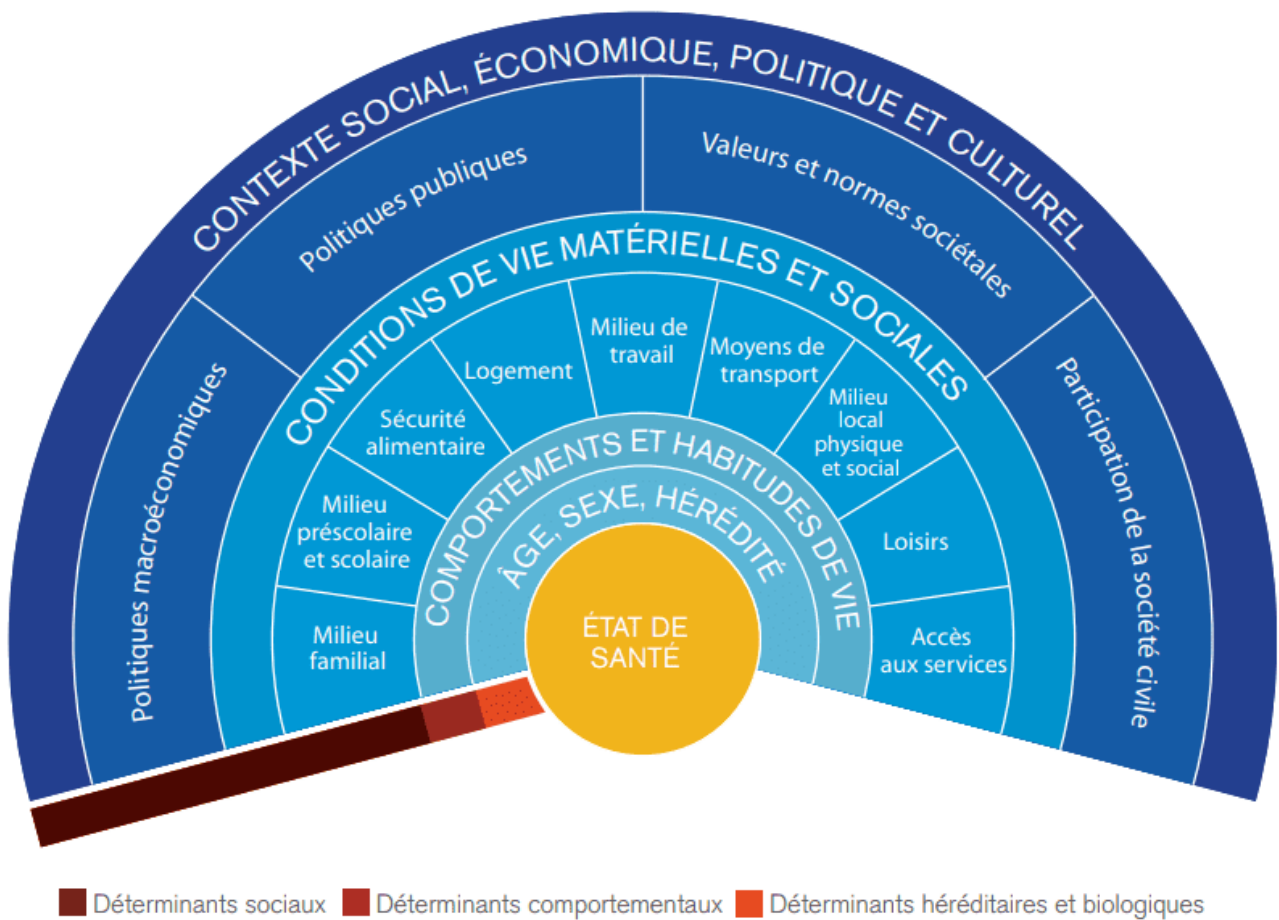 CONTEXTE SOCIAL, ÉCONOMIQUE, POLITIQUE ET CULTUREL
Politiques macroéconomiques
Politiques publiques
Valeurs et normes sociétales
Participation de la société civile
CONDITIONS DE VIE MATÉRIELLES ET SOCIALES
Milieu
familial
Milieu
préscolaire
et scolaire
Sécurité
alimentaire
Logement
Milieu de
travail
Moyens de
transport
Milieu
local
physique
et social
Loisirs
Accès
aux services
COMPORTEMENTS ET HABITUDES DE VIE
ÂGE, SEXE, HÉRÉDITÉ
ÉTAT DE
SANTÉ
Déterminants sociaux
Déterminants comportementaux
Déterminants héréditaires et biologiques